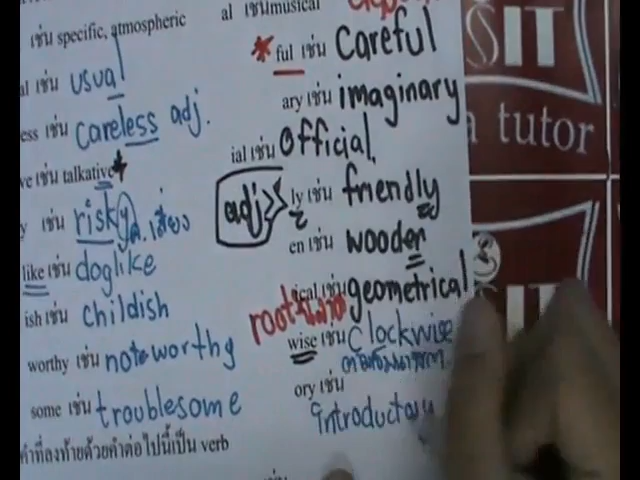 เช่น specific, atmospheric
al เช่น musical
al เช่น usual
ful เช่น careful
ess เช่น careless adj.
ary เช่น imaginary
ve เช่น talkative
ial เช่น official
y เช่น risky
adj ly เช่น friendly
en เช่น wooden
like เช่น doglike
ical เช่น geometrical
ish เช่น childish
root
wise เช่น clockwise
worthy เช่น noteworthy
ory เช่น
introductory
some เช่น troublesome
คำที่ลงท้ายด้วยคำต่อไปนี้เป็น verb
SIT
tutor